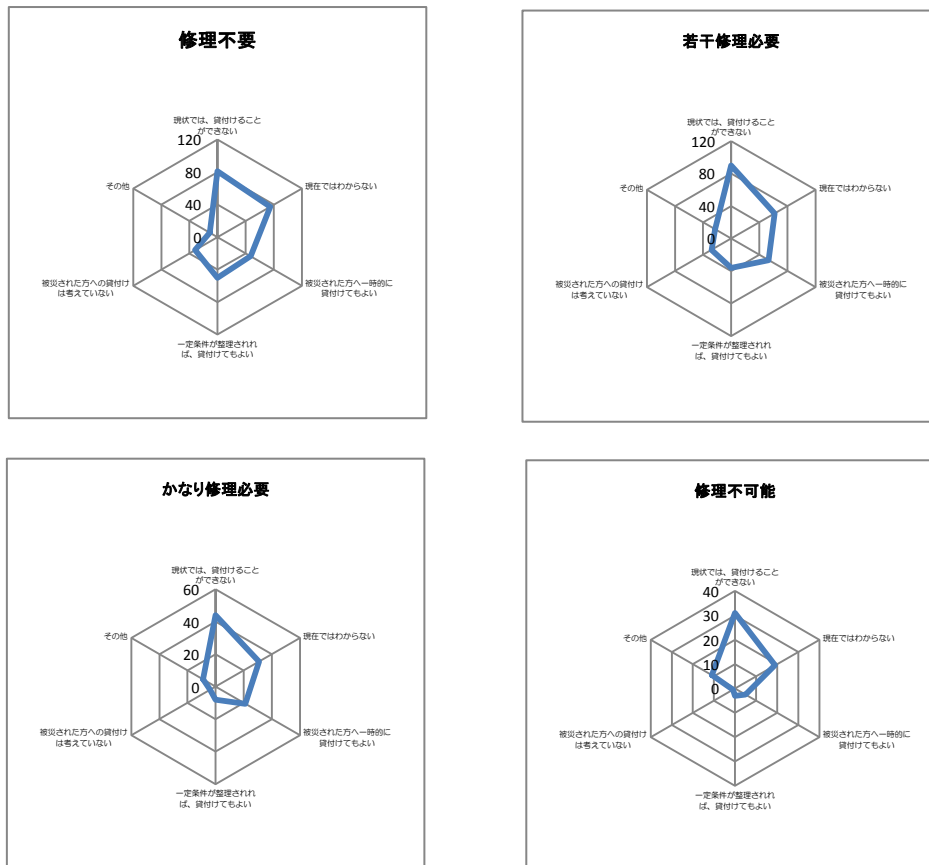 修理不要
現状では、貸付けること
ができない
120
80
40
0
現在ではわからない
被災された方へ一時的に
貸付けてもよい
一定条件が整理されれ
ば、貸付けてもよい
被災された方への貸付け
は考えていない
その他
若干修理必要
現状では、貸付けること
ができない
120
80
40
0
現在ではわからない
被災された方へ一時的に
貸付けてもよい
一定条件が整理されれ
ば、貸付けてもよい
被災された方への貸付け
は考えていない
その他
かなり修理必要
現状では、貸付けること
ができない
60
40
20
0
現在ではわからない
被災された方へ一時的に
貸付けてもよい
一定条件が整理されれ
ば、貸付けてもよい
被災された方への貸付け
は考えていない
その他
修理不可能
現状では、貸付けること
ができない
40
30
20
10
0
現在ではわからない
被災された方へ一時的に
貸付けてもよい
一定条件が整理されれ
ば、貸付けてもよい
被災された方への貸付け
は考えていない
その他